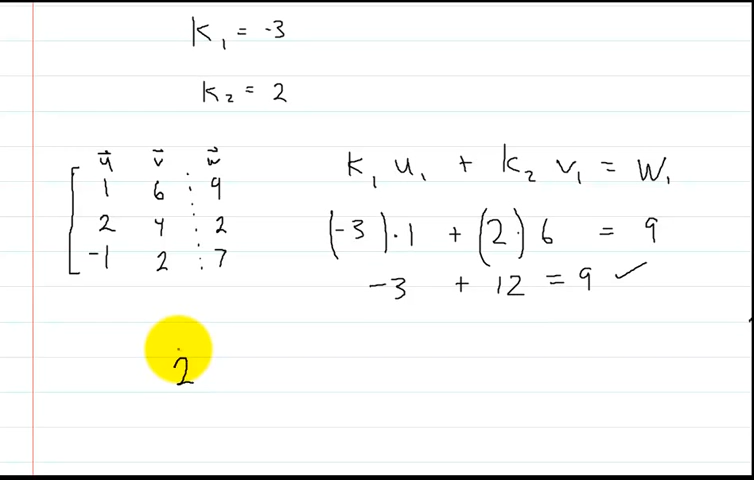 K₁ = -3
K₂ = 2
u⃗ v⃗ w⃗
1 6 ⋮ 9
2 4 ⋮ 2
-1 2 ⋮ 7
K₁ u₁ + K₂ v₁ = w₁
(-3)·1 + (2·) 6 = 9
-3 + 12 = 9 ✓
2